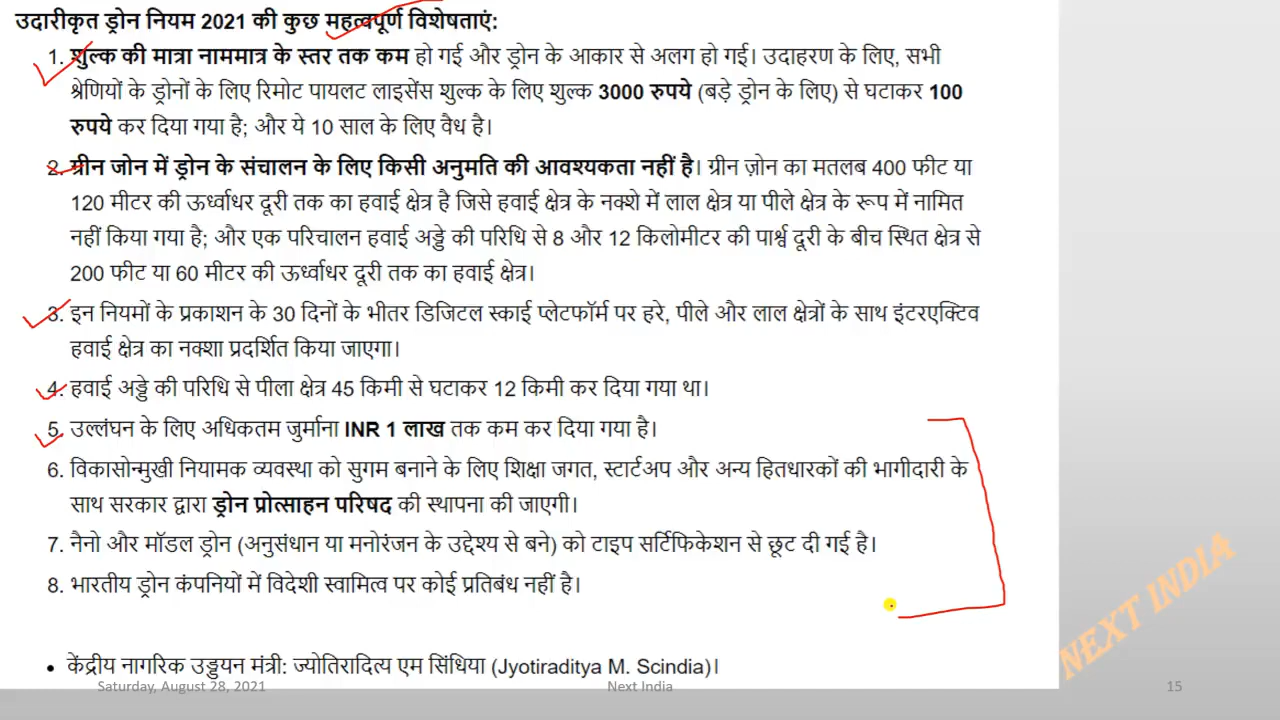 उदारीकृत ड्रोन नियम 2021 की कुछ महत्वपूर्ण विशेषताएं:
1. शुल्क की मात्रा नाममात्र के स्तर तक कम हो गई और ड्रोन के आकार से अलग हो गई। उदाहरण के लिए, सभी
श्रेणियों के ड्रोनों के लिए रिमोट पायलट लाइसेंस शुल्क के लिए शुल्क 3000 रुपये (बड़े ड्रोन के लिए) से घटाकर 100
रुपये कर दिया गया है; और ये 10 साल के लिए वैध है।
2. ग्रीन जोन में ड्रोन के संचालन के लिए किसी अनुमति की आवश्यकता नहीं है। ग्रीन ज़ोन का मतलब 400 फीट या
120 मीटर की ऊर्ध्वाधर दूरी तक का हवाई क्षेत्र है जिसे हवाई क्षेत्र के नक्शे में लाल क्षेत्र या पीले क्षेत्र के रूप में नामित
नहीं किया गया है; और एक परिचालन हवाई अड्डे की परिधि से 8 और 12 किलोमीटर की पार्श्व दूरी के बीच स्थित क्षेत्र से
200 फीट या 60 मीटर की ऊर्ध्वाधर दूरी तक का हवाई क्षेत्र।
3. इन नियमों के प्रकाशन के 30 दिनों के भीतर डिजिटल स्काई प्लेटफॉर्म पर हरे, पीले और लाल क्षेत्रों के साथ इंटरएक्टिव
हवाई क्षेत्र का नक्शा प्रदर्शित किया जाएगा।
4. हवाई अड्डे की परिधि से पीला क्षेत्र 45 किमी से घटाकर 12 किमी कर दिया गया था।
5. उल्लंघन के लिए अधिकतम जुर्माना INR 1 लाख तक कम कर दिया गया है।
6. विकासोन्मुखी नियामक व्यवस्था को सुगम बनाने के लिए शिक्षा जगत, स्टार्टअप और अन्य हितधारकों की भागीदारी के
साथ सरकार द्वारा ड्रोन प्रोत्साहन परिषद की स्थापना की जाएगी।
7. नैनो और मॉडल ड्रोन (अनुसंधान या मनोरंजन के उद्देश्य से बने) को टाइप सर्टिफिकेशन से छूट दी गई है।
8. भारतीय ड्रोन कंपनियों में विदेशी स्वामित्व पर कोई प्रतिबंध नहीं है।
NEXT INDIA
• केंद्रीय नागरिक उड्डयन मंत्री: ज्योतिरादित्य एम सिंधिया (Jyotiraditya M. Scindia)।
Saturday, August 28, 2021 Next India 15